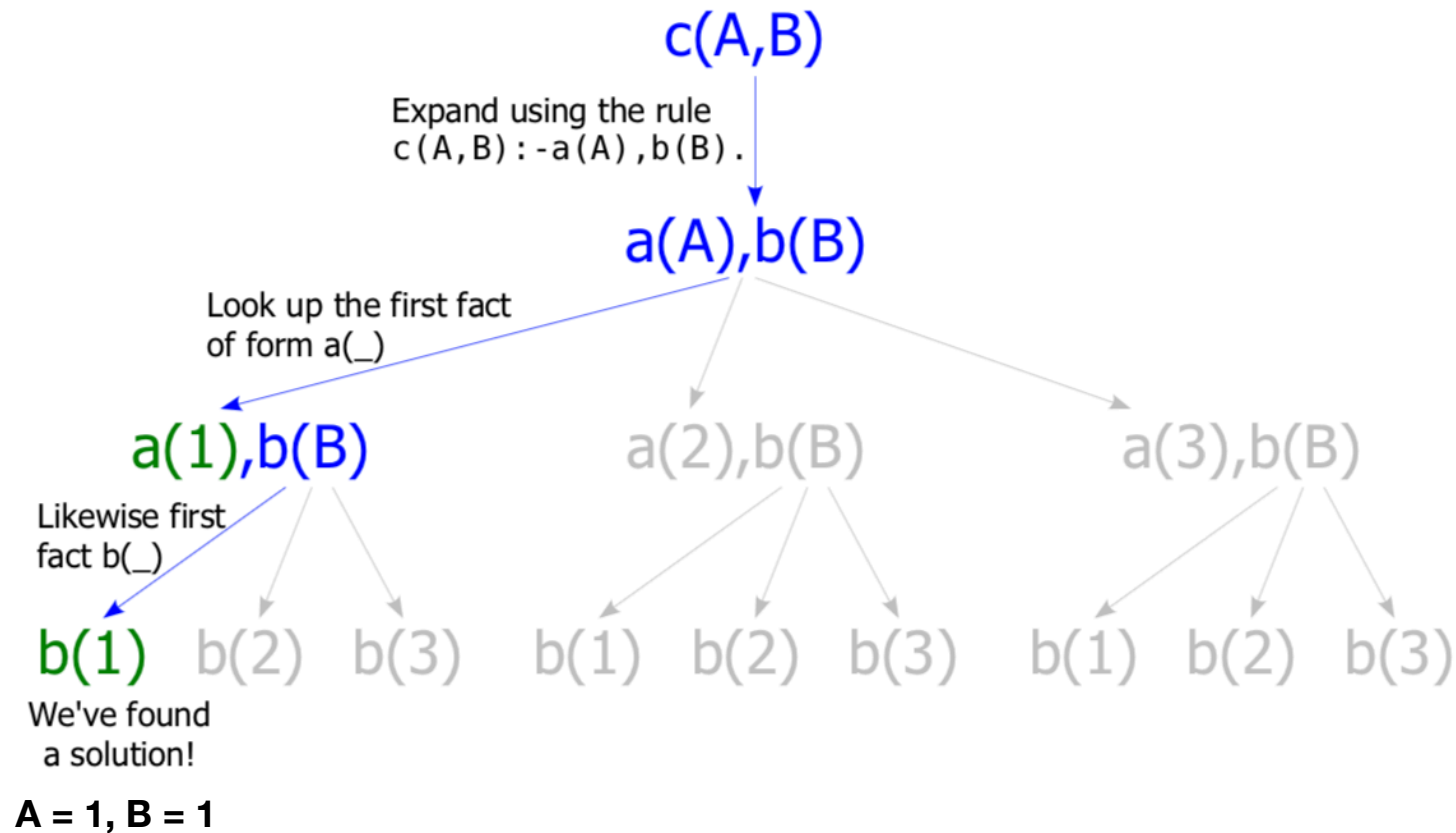 c(A,B)
Expand using the rule
c(A,B):-a(A),b(B).
a(A),b(B)
Look up the first fact
of form a(_)
a(1),b(B)
a(2),b(B)
a(3),b(B)
Likewise first
fact b(_)
b(1)
b(2)
b(3)
b(1)
b(2)
b(3)
b(1)
b(2)
b(3)
We've found
a solution!
A = 1, B = 1